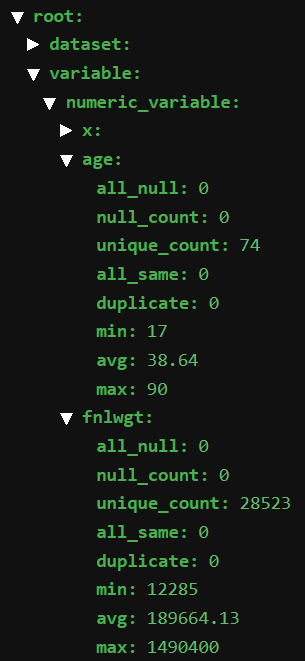 root:
dataset:
variable:
numeric_variable:
x:
age:
all_null: 0
null_count: 0
unique_count: 74
all_same: 0
duplicate: 0
min: 17
avg: 38.64
max: 90
fnlwgt:
all_null: 0
null_count: 0
unique_count: 28523
all_same: 0
duplicate: 0
min: 12285
avg: 189664.13
max: 1490400